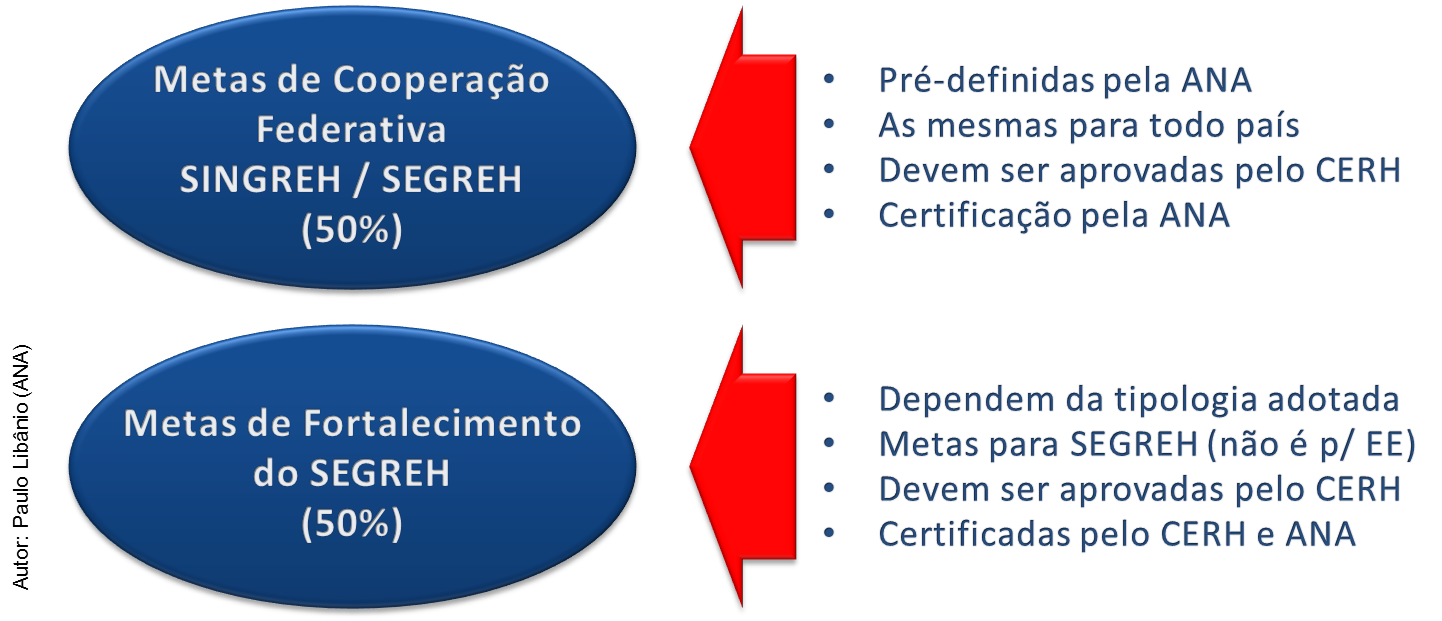 Metas de Cooperação
Federativa
SINGREH / SEGREH
(50%)
• Pré-definidas pela ANA
• As mesmas para todo país
• Devem ser aprovadas pelo CERH
• Certificação pela ANA
Metas de Fortalecimento
do SEGREH
(50%)
• Dependem da tipologia adotada
• Metas para SEGREH (não é p/ EE)
• Devem ser aprovadas pelo CERH
• Certificadas pelo CERH e ANA
Autor: Paulo Libânio (ANA)